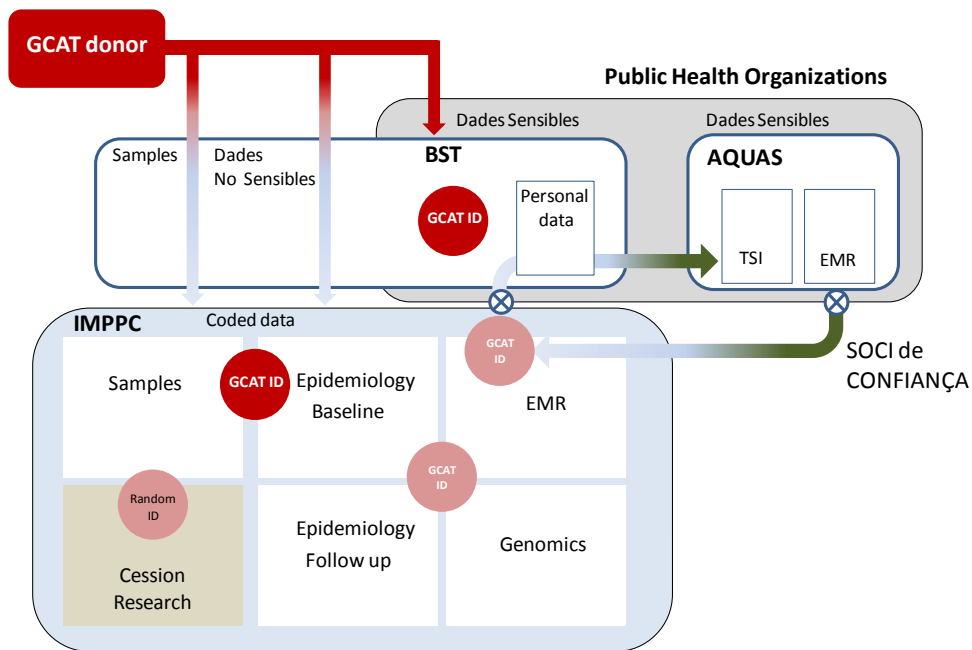 GCAT donor
Public Health Organizations
Dades Sensibles
Dades Sensibles
Samples
Dades
No Sensibles
BST
AQUAS
GCAT ID
Personal
data
TSI
EMR
IMPPC
Coded data
GCAT
ID
SOCI de
CONFIANÇA
Samples
GCAT ID
Epidemiology
Baseline
EMR
GCAT
ID
Random
ID
Epidemiology
Follow up
Genomics
Cession
Research